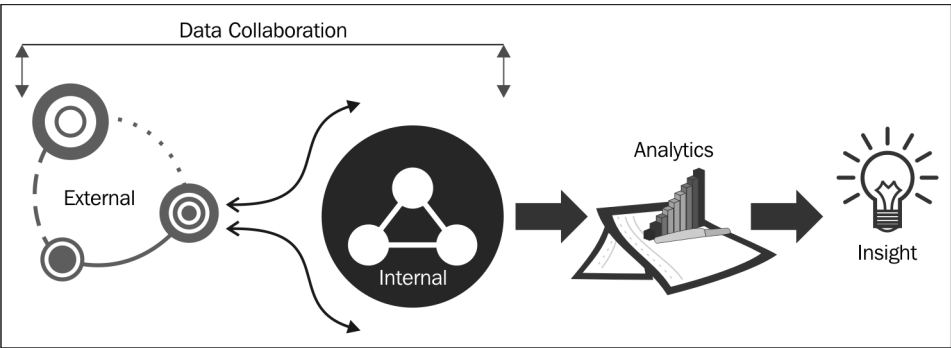 Data Collaboration
External
Internal
Analytics
Insight